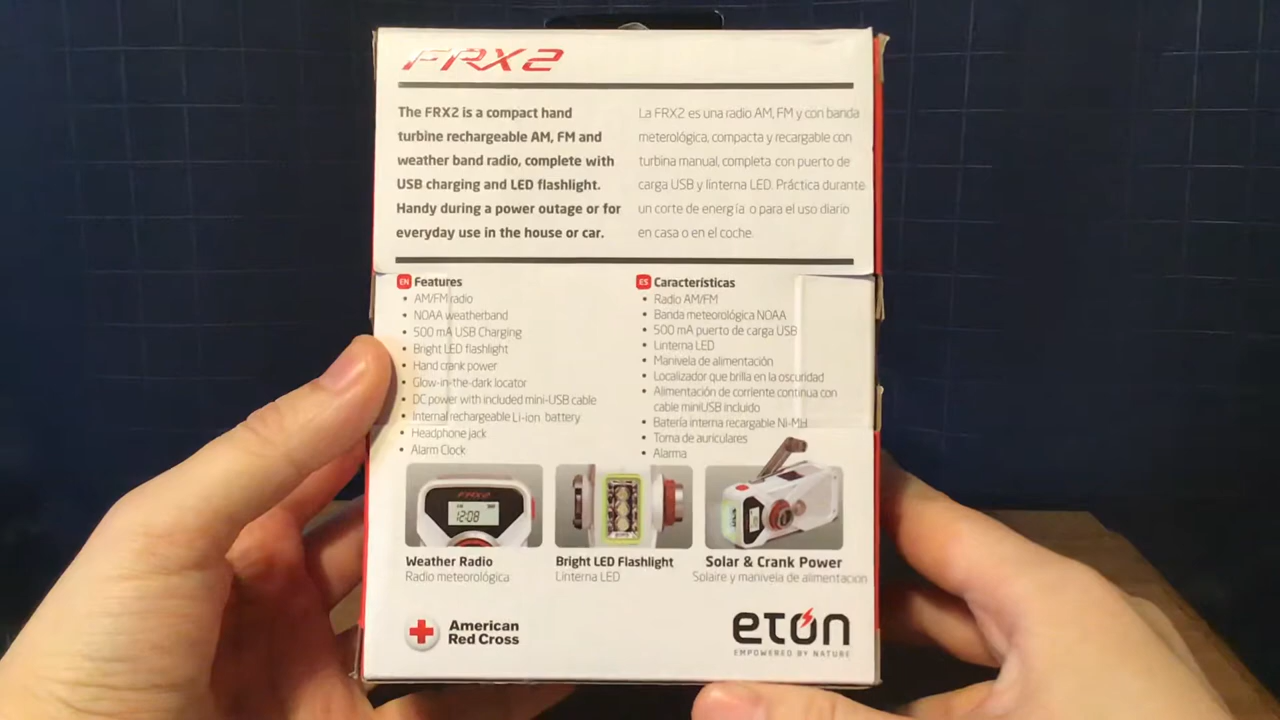 FRX2
The FRX2 is a compact hand
turbine rechargeable AM, FM and
weather band radio, complete with
USB charging and LED flashlight.
Handy during a power outage or for
everyday use in the house or car.
La FRX2 es una radio AM, FM y con banda
meterológica, compacta y recargable con
turbina manual, completa con puerto de
carga USB y linterna LED. Práctica durante
un corte de energía o para el uso diario
en casa o en el coche.
EN Features
• AM/FM radio
• NOAA weatherband
• 500 mA USB Charging
• Bright LED flashlight
• Hand crank power
• Glow-in-the-dark locator
• DC power with included mini-USB cable
• Internal rechargeable Li-ion battery
• Headphone jack
• Alarm Clock
ES Características
• Radio AM/FM
• Banda meteorológica NOAA
• 500 mA puerto de carga USB
• Linterna LED
• Manivela de alimentación
• Localizador que brilla en la oscuridad
• Alimentación de corriente continua con
cable miniUSB incluido
• Batería interna recargable Ni-MH
• Toma de auriculares
• Alarma
FRX2
12:08
Weather Radio
Radio meteorológica
Bright LED Flashlight
Linterna LED
Solar & Crank Power
Solaire y manivela de alimentación
American
Red Cross
etón
EMPOWERED BY NATURE